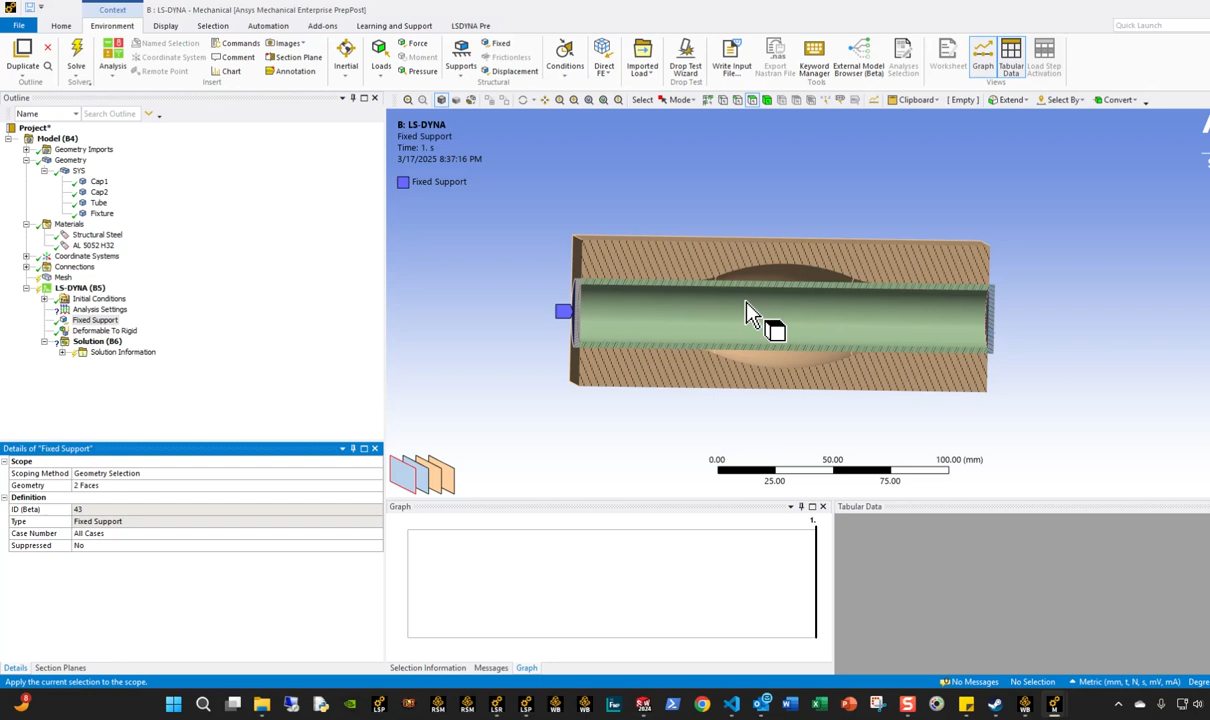 Context
B : LS-DYNA - Mechanical [Ansys Mechanical Enterprise PrepPost]
File Home Environment Display Selection Automation Add-ons Learning and Support LSDYNA Pre
Quick Launch
Duplicate Solve Analysis Named Selection Coordinate System Remote Point Commands Comment Chart Images Section Plane Annotation Inertial Loads Force Moment Pressure Supports Fixed Frictionless Displacement Conditions Direct FE Imported Load Drop Test Wizard Write Input File... Export Nastran File Keyword Manager External Model Browser (Beta) Analyses Selection Worksheet Graph Tabular Data Load Step Activation
Outline Solver Insert Structural Drop Test Tools Views
Outline
Name Search Outline
Select Mode Clipboard [ Empty ] Extend Select By Convert
Project*
Model (B4)
Geometry Imports
Geometry
SYS
Cap1
Cap2
Tube
Fixture
Materials
Structural Steel
AL 5052 H32
Coordinate Systems
Connections
Mesh
LS-DYNA (B5)
Initial Conditions
Analysis Settings
Fixed Support
Deformable To Rigid
Solution (B6)
Solution Information
B: LS-DYNA
Fixed Support
Time: 1. s
3/17/2025 8:37:16 PM
Fixed Support
0.00 50.00 100.00 (mm)
25.00 75.00
Details of "Fixed Support"
Scope
Scoping Method Geometry Selection
Geometry 2 Faces
Definition
ID (Beta) 43
Type Fixed Support
Case Number All Cases
Suppressed No
Graph
1.
Tabular Data
Details Section Planes
Selection Information Messages Graph
Apply the current selection to the scope.
No Messages No Selection Metric (mm, t, N, s, mV, mA) Degre